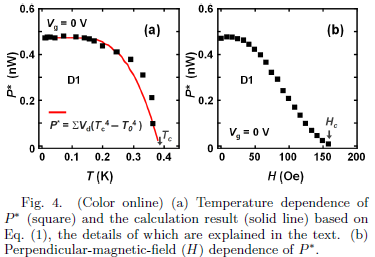 0.6
V_g = 0 V
(a)
0.4
P* (nW)
D1
0.2
P* = ΣV_d(T_c^4 − T_0^4)
T_c
0
0 0.1 0.2 0.3 0.4
T (K)
0.6
(b)
0.4
P* (nW)
D1
0.2
V_g = 0 V
H_c
0
0 50 100 150 200
H (Oe)
Fig. 4. (Color online) (a) Temperature dependence of
P* (square) and the calculation result (solid line) based on
Eq. (1), the details of which are explained in the text. (b)
Perpendicular-magnetic-field (H) dependence of P*.